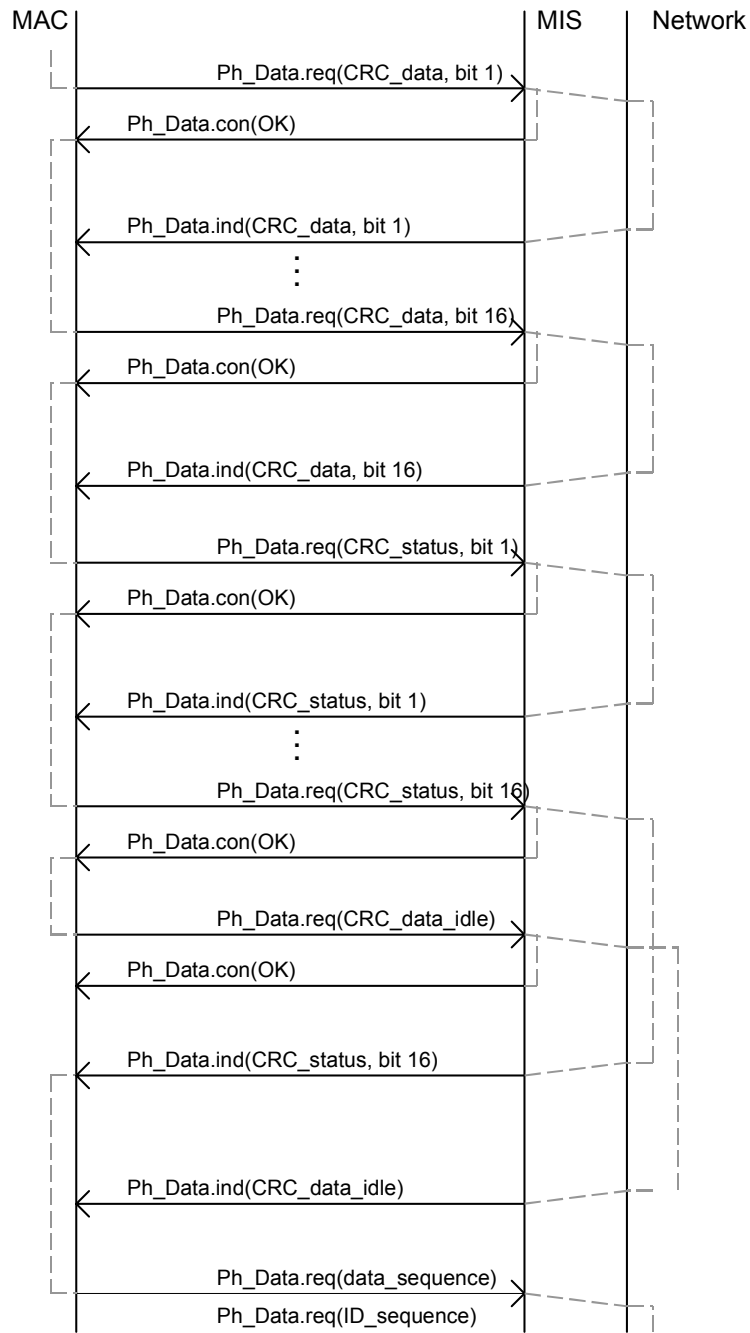 MAC MIS Network
Ph_Data.req(CRC_data, bit 1)
Ph_Data.con(OK)
Ph_Data.ind(CRC_data, bit 1)
Ph_Data.req(CRC_data, bit 16)
Ph_Data.con(OK)
Ph_Data.ind(CRC_data, bit 16)
Ph_Data.req(CRC_status, bit 1)
Ph_Data.con(OK)
Ph_Data.ind(CRC_status, bit 1)
Ph_Data.req(CRC_status, bit 16)
Ph_Data.con(OK)
Ph_Data.req(CRC_data_idle)
Ph_Data.con(OK)
Ph_Data.ind(CRC_status, bit 16)
Ph_Data.ind(CRC_data_idle)
Ph_Data.req(data_sequence)
Ph_Data.req(ID_sequence)